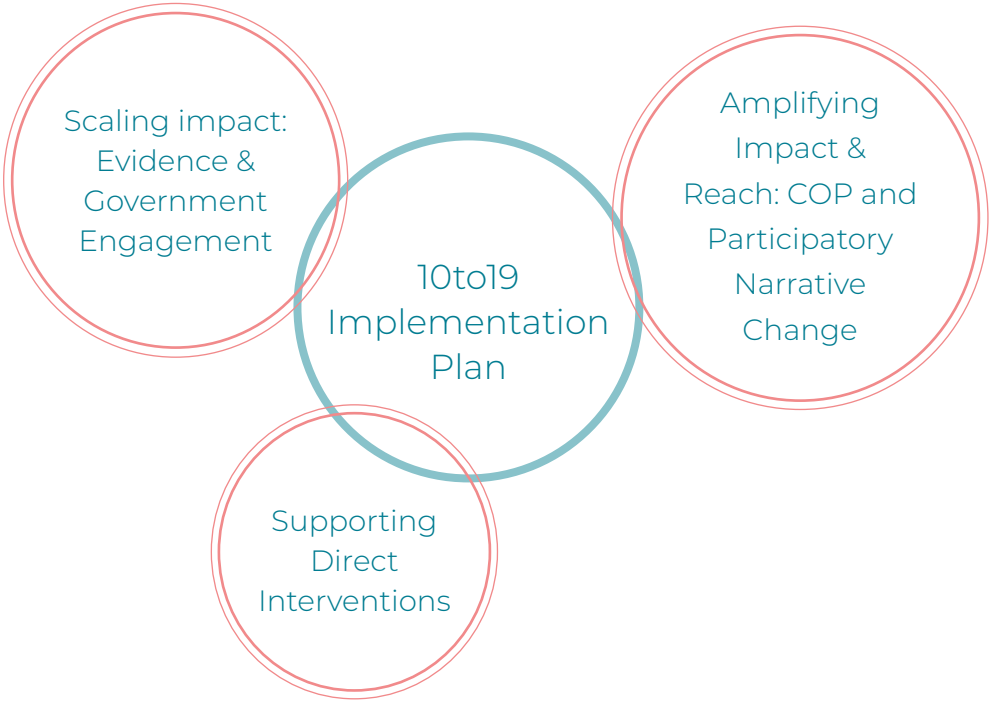 Scaling impact:
Evidence &
Government
Engagement
Amplifying
Impact &
Reach: COP and
Participatory
Narrative
Change
10to19
Implementation
Plan
Supporting
Direct
Interventions